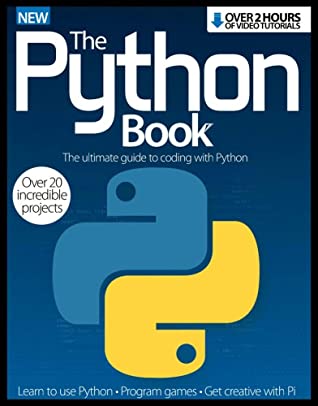 NEW
OVER 2 HOURS
OF VIDEO TUTORIALS
The
Python
Book
The ultimate guide to coding with Python
Over 20
incredible
projects
Learn to use Python • Program games • Get creative with Pi